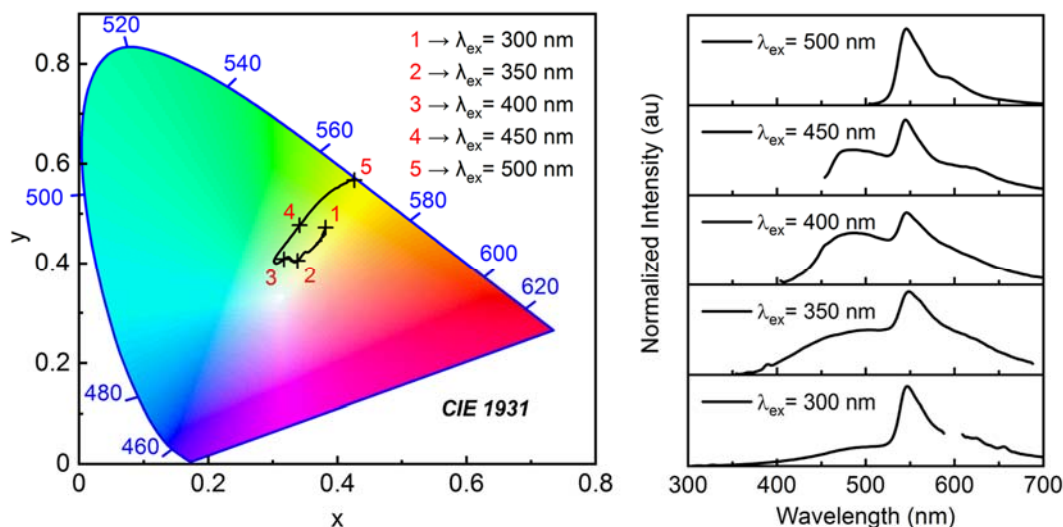 520
540
560
580
600
620
500
480
460
1 → λex= 300 nm
2 → λex= 350 nm
3 → λex= 400 nm
4 → λex= 450 nm
5 → λex= 500 nm
5
4
1
3
2
CIE 1931
y
0.8
0.6
0.4
0.2
0
0
0.2
0.4
0.6
0.8
x
Normalized Intensity (au)
λex= 500 nm
λex= 450 nm
λex= 400 nm
λex= 350 nm
λex= 300 nm
300
400
500
600
700
Wavelength (nm)